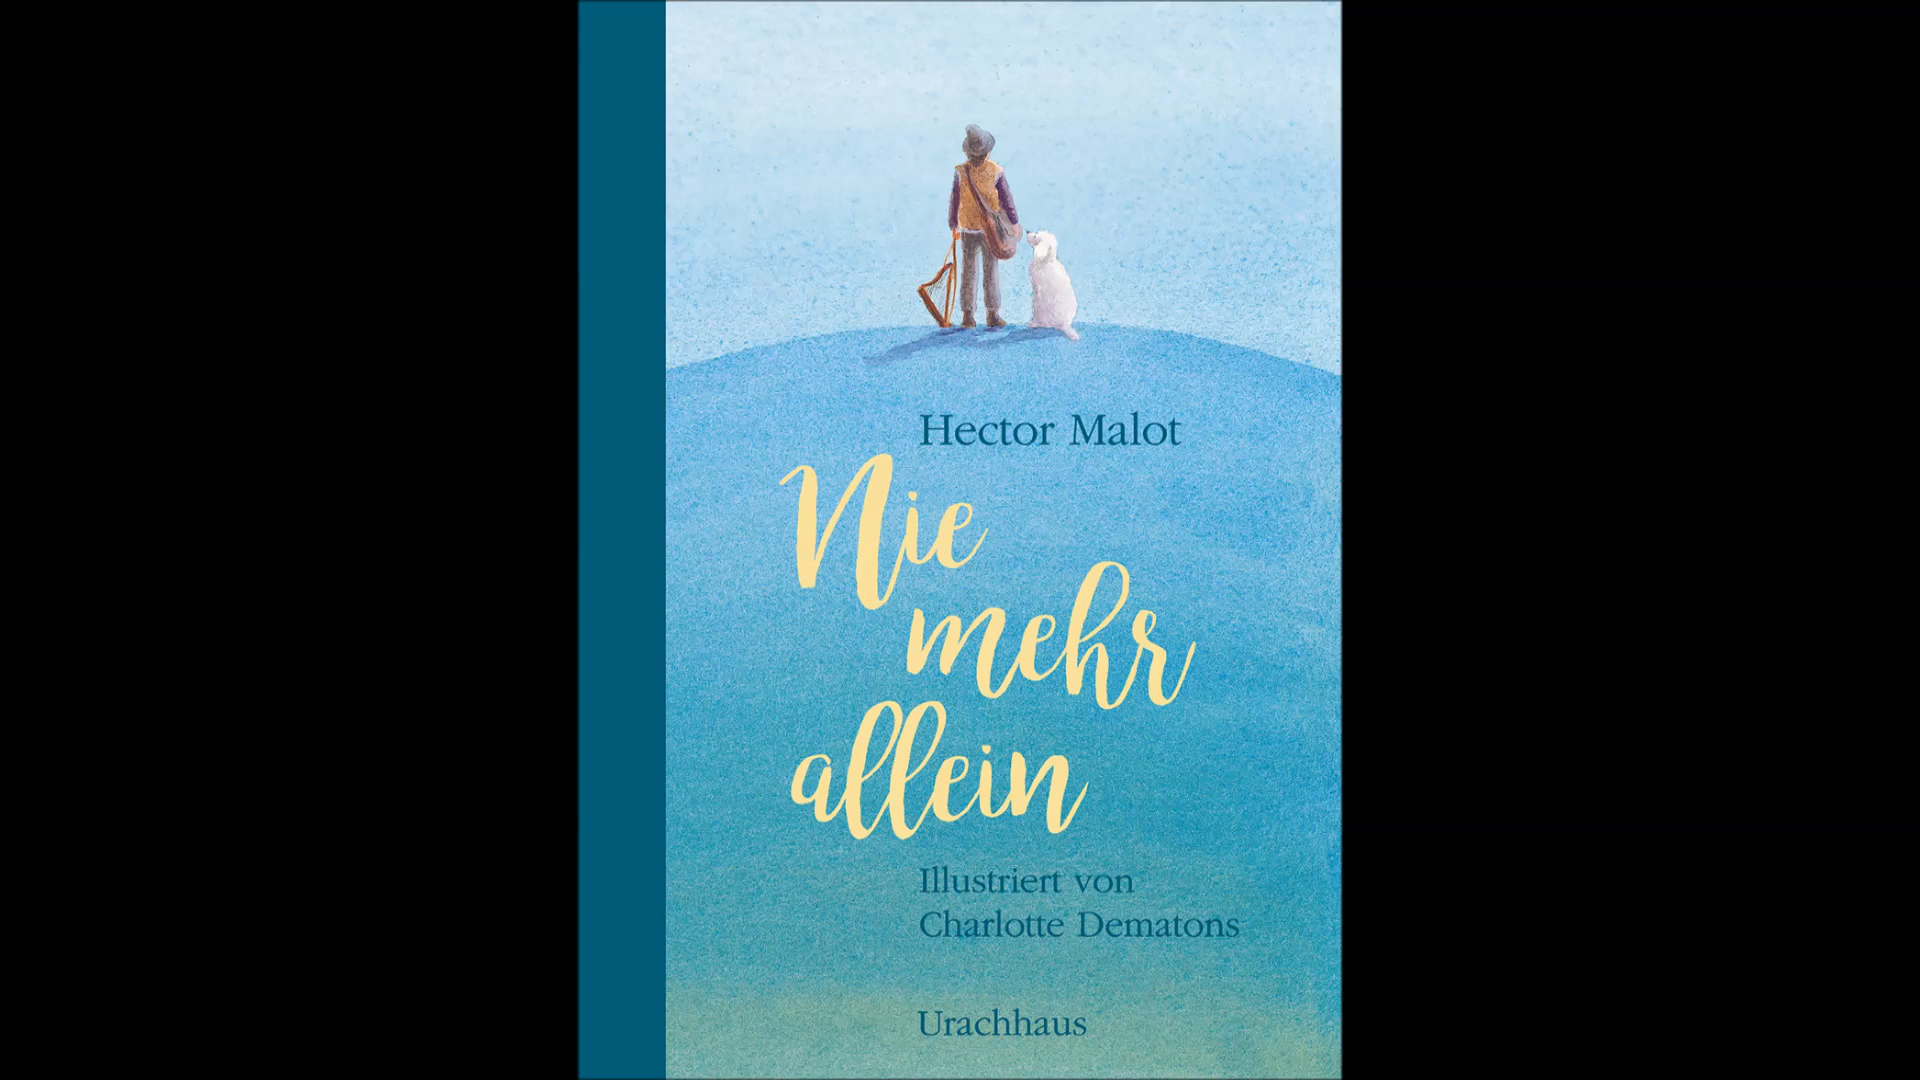 Hector Malot
Nie
mehr
allein
Illustriert von
Charlotte Dematons
Urachhaus